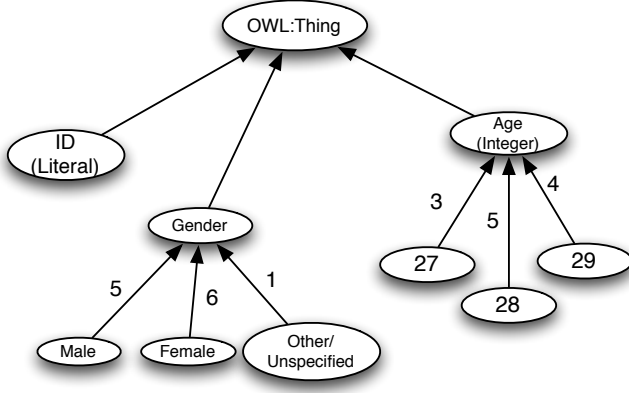 OWL:Thing
ID
(Literal)
Age
(Integer)
Gender
3
5
4
27
28
29
5
6
1
Male
Female
Other/
Unspecified